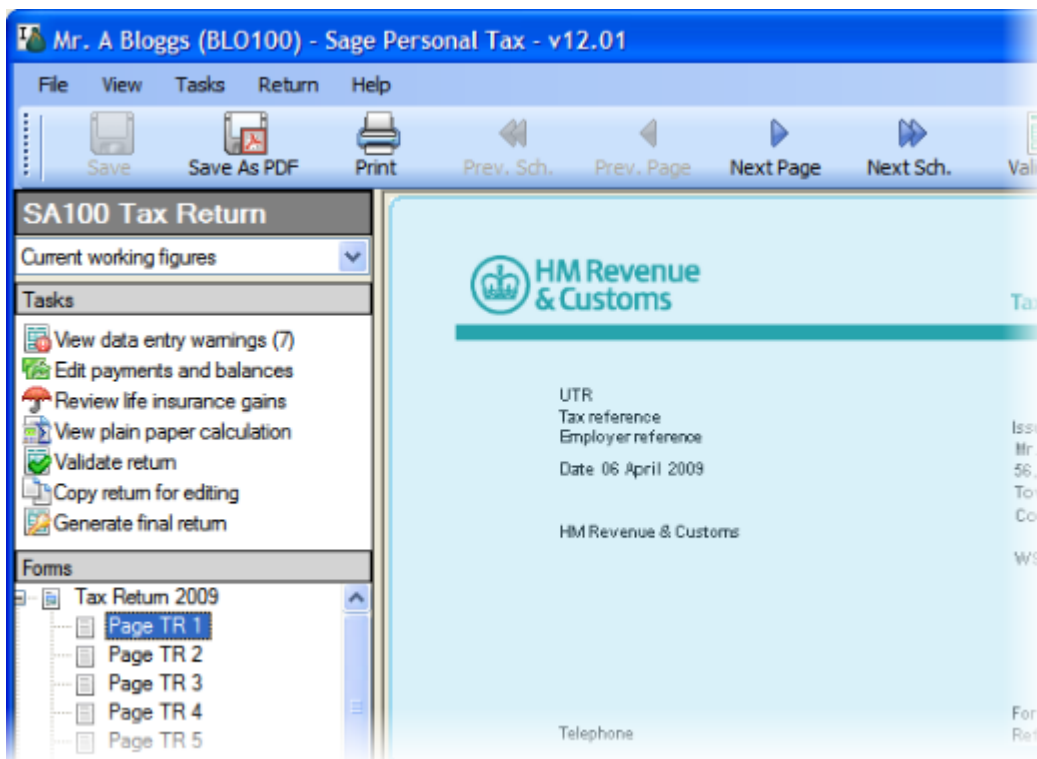 Mr. A Bloggs (BLO100) - Sage Personal Tax - v12.01
File View Tasks Return Help
Save Save As PDF Print Prev. Sch. Prev. Page Next Page Next Sch.
SA100 Tax Return
Current working figures
Tasks
View data entry warnings (7)
Edit payments and balances
Review life insurance gains
View plain paper calculation
Validate return
Copy return for editing
Generate final return
Forms
Tax Return 2009
Page TR 1
Page TR 2
Page TR 3
Page TR 4
Page TR 5
HM Revenue
& Customs
UTR
Tax reference
Employer reference
Date 06 April 2009
HM Revenue & Customs
Telephone
Mr.
56,